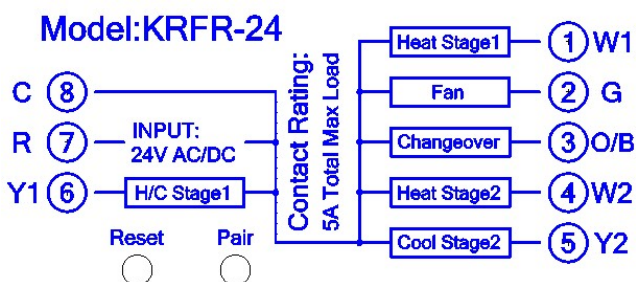 Model:KRFR-24
C 8
R 7 INPUT:
24V AC/DC
Y1 6 H/C Stage1
Reset Pair
Contact Rating:
5A Total Max Load
Heat Stage1 1 W1
Fan 2 G
Changeover 3 O/B
Heat Stage2 4 W2
Cool Stage2 5 Y2